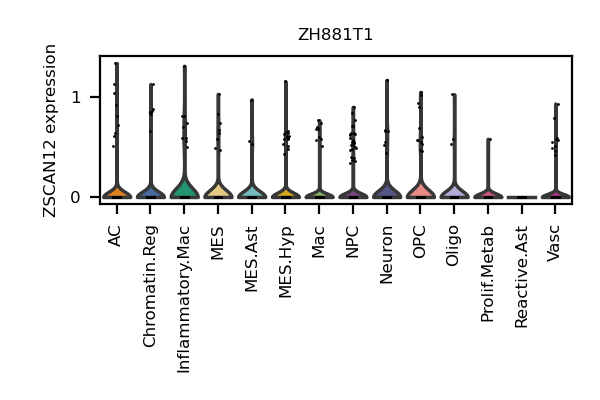 ZH881T1
ZSCAN12 expression
1
0
AC
Chromatin.Reg
Inflammatory.Mac
MES
MES.Ast
MES.Hyp
Mac
NPC
Neuron
OPC
Oligo
Prolif.Metab
Reactive.Ast
Vasc